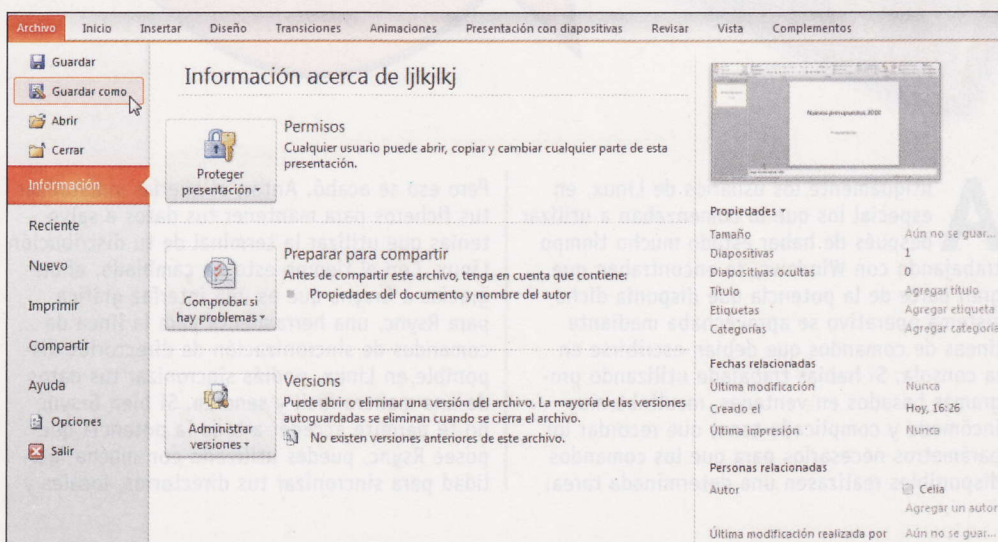 Archivo Inicio Insertar Diseño Transiciones Animaciones Presentación con diapositivas Revisar Vista Complementos
Guardar
Guardar como
Abrir
Cerrar
Información
Reciente
Nuevo
Imprimir
Compartir
Ayuda
Opciones
Salir
Información acerca de ljlkjlkj
Proteger
presentación
Permisos
Cualquier usuario puede abrir, copiar y cambiar cualquier parte de esta
presentación.
Comprobar si
hay problemas
Preparar para compartir
Antes de compartir este archivo, tenga en cuenta que contiene:
Propiedades del documento y nombre del autor
Administrar
versiones
Versiones
Puede abrir o eliminar una versión del archivo. La mayoría de las versiones
autoguardadas se eliminan cuando se cierra el archivo.
No existen versiones anteriores de este archivo.
Propiedades
Tamaño Aún no se guar...
Diapositivas 1
Diapositivas ocultas 0
Título Agregar título
Etiquetas Agregar etiqueta
Categorías Agregar categoría
Fechas relacionadas
Última modificación Nunca
Creado el Hoy, 16:26
Última impresión Nunca
Personas relacionadas
Autor Celia
Agregar un autor
Última modificación realizada por Aún no se guar...